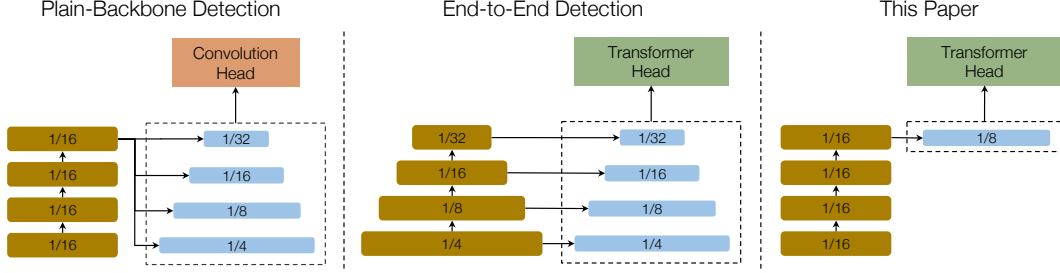 Plain-Backbone Detection
Convolution
Head
1/16
1/32
1/16
1/16
1/16
1/8
1/16
1/4
End-to-End Detection
Transformer
Head
1/32
1/32
1/16
1/16
1/8
1/8
1/4
1/4
This Paper
Transformer
Head
1/16
1/8
1/16
1/16
1/16